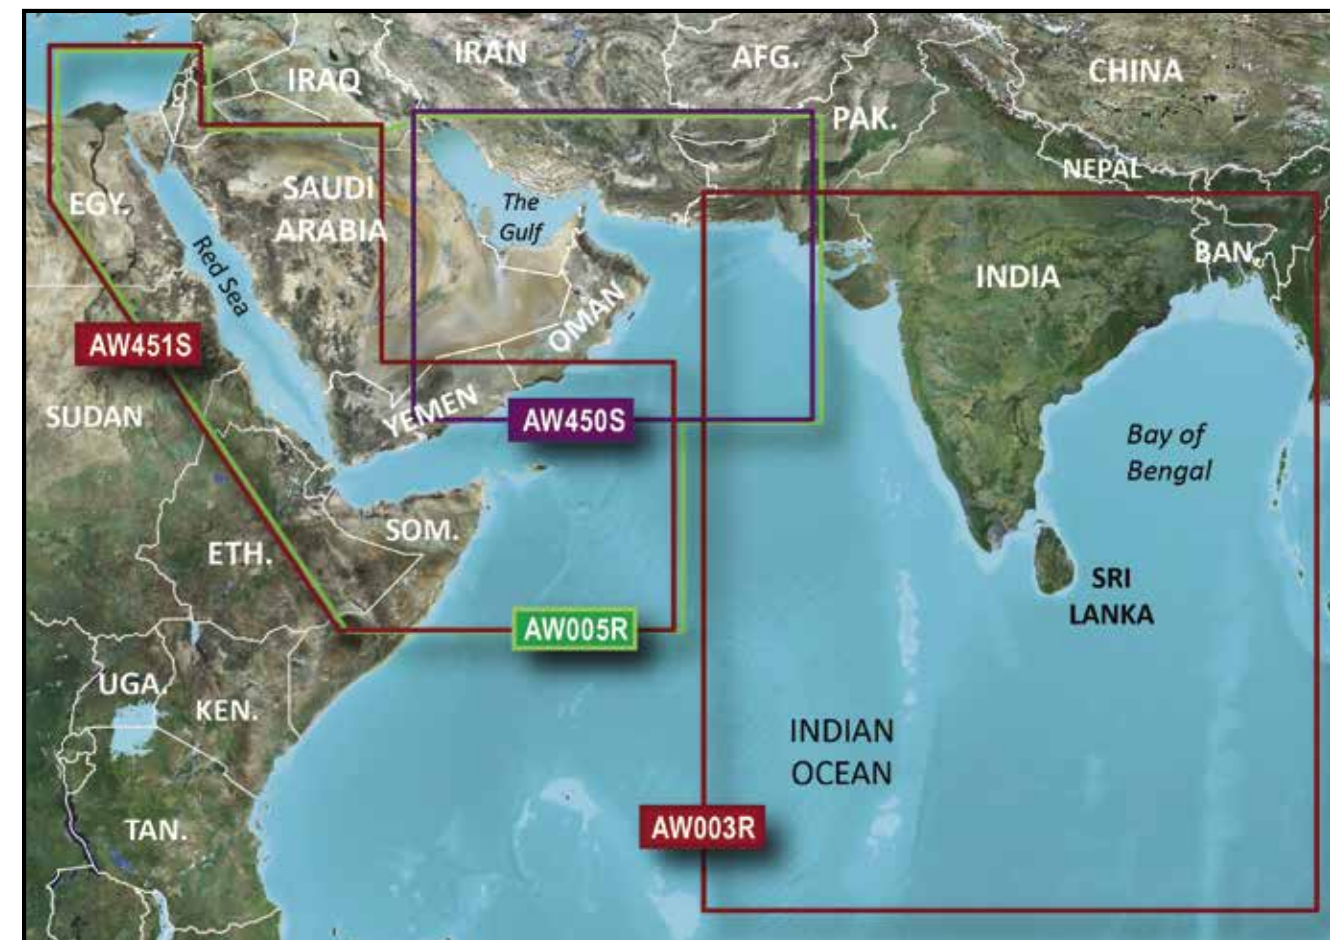 IRAN
AFG.
CHINA
IRAQ
PAK.
NEPAL
SAUDI
ARABIA
EGY.
The
Gulf
Red Sea
BAN.
INDIA
OMAN
AW451S
SUDAN
YEMEN
AW450S
Bay of
Bengal
SOM.
ETH.
SRI
LANKA
AW005R
UGA.
KEN.
INDIAN
OCEAN
TAN.
AW003R